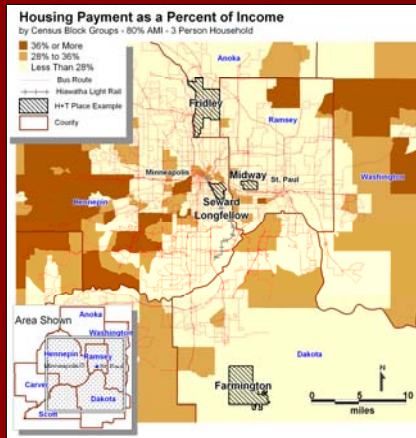 Housing Payment as a Percent of Income
by Census Block Groups - 80% AMI - 3 Person Household
36% or More
28% to 36%
Less Than 28%
Bus Route
Hiawatha Light Rail
H+T Place Example
County
Anoka
Fridley
Ramsey
Minneapolis
Midway
St. Paul
Washington
Hennepin
Seward
Longfellow
Dakota
Farmington
N
0 5 10
miles
Area Shown
Anoka
Washington
Hennepin
Ramsey
Minneapolis
St. Paul
Carver
Dakota
Scott